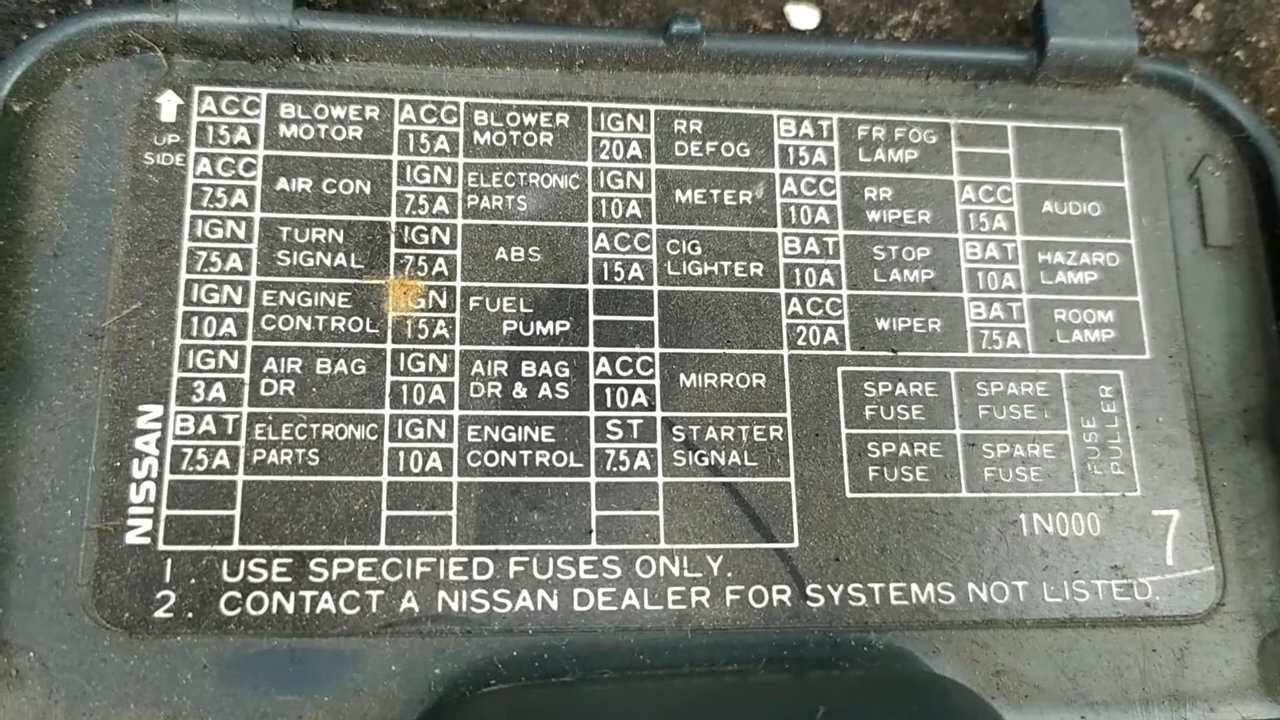 UP SIDE
ACC 15A BLOWER MOTOR ACC 15A BLOWER MOTOR IGN 20A RR DEFOG BAT 15A FR FOG LAMP
ACC 7.5A AIR CON IGN 7.5A ELECTRONIC PARTS IGN 10A METER ACC 10A RR WIPER ACC 15A AUDIO
IGN 7.5A TURN SIGNAL IGN 7.5A ABS ACC 15A CIG LIGHTER BAT 10A STOP LAMP BAT 10A HAZARD LAMP
IGN 10A ENGINE CONTROL IGN 15A FUEL PUMP ACC 20A WIPER BAT 7.5A ROOM LAMP
IGN 3A AIR BAG DR IGN 10A AIR BAG DR & AS ACC 10A MIRROR
BAT 7.5A ELECTRONIC PARTS IGN 10A ENGINE CONTROL ST 7.5A STARTER SIGNAL
SPARE FUSE SPARE FUSE
SPARE FUSE SPARE FUSE
FUSE PULLER
NISSAN
1N000 7
1. USE SPECIFIED FUSES ONLY.
2. CONTACT A NISSAN DEALER FOR SYSTEMS NOT LISTED.